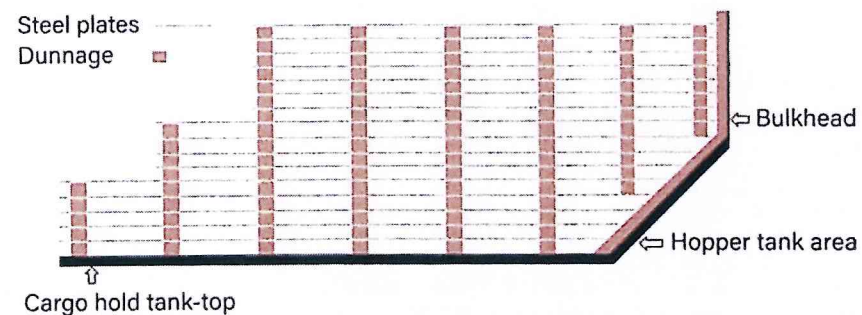 Steel plates
Dunnage
Bulkhead
Hopper tank area
Cargo hold tank-top